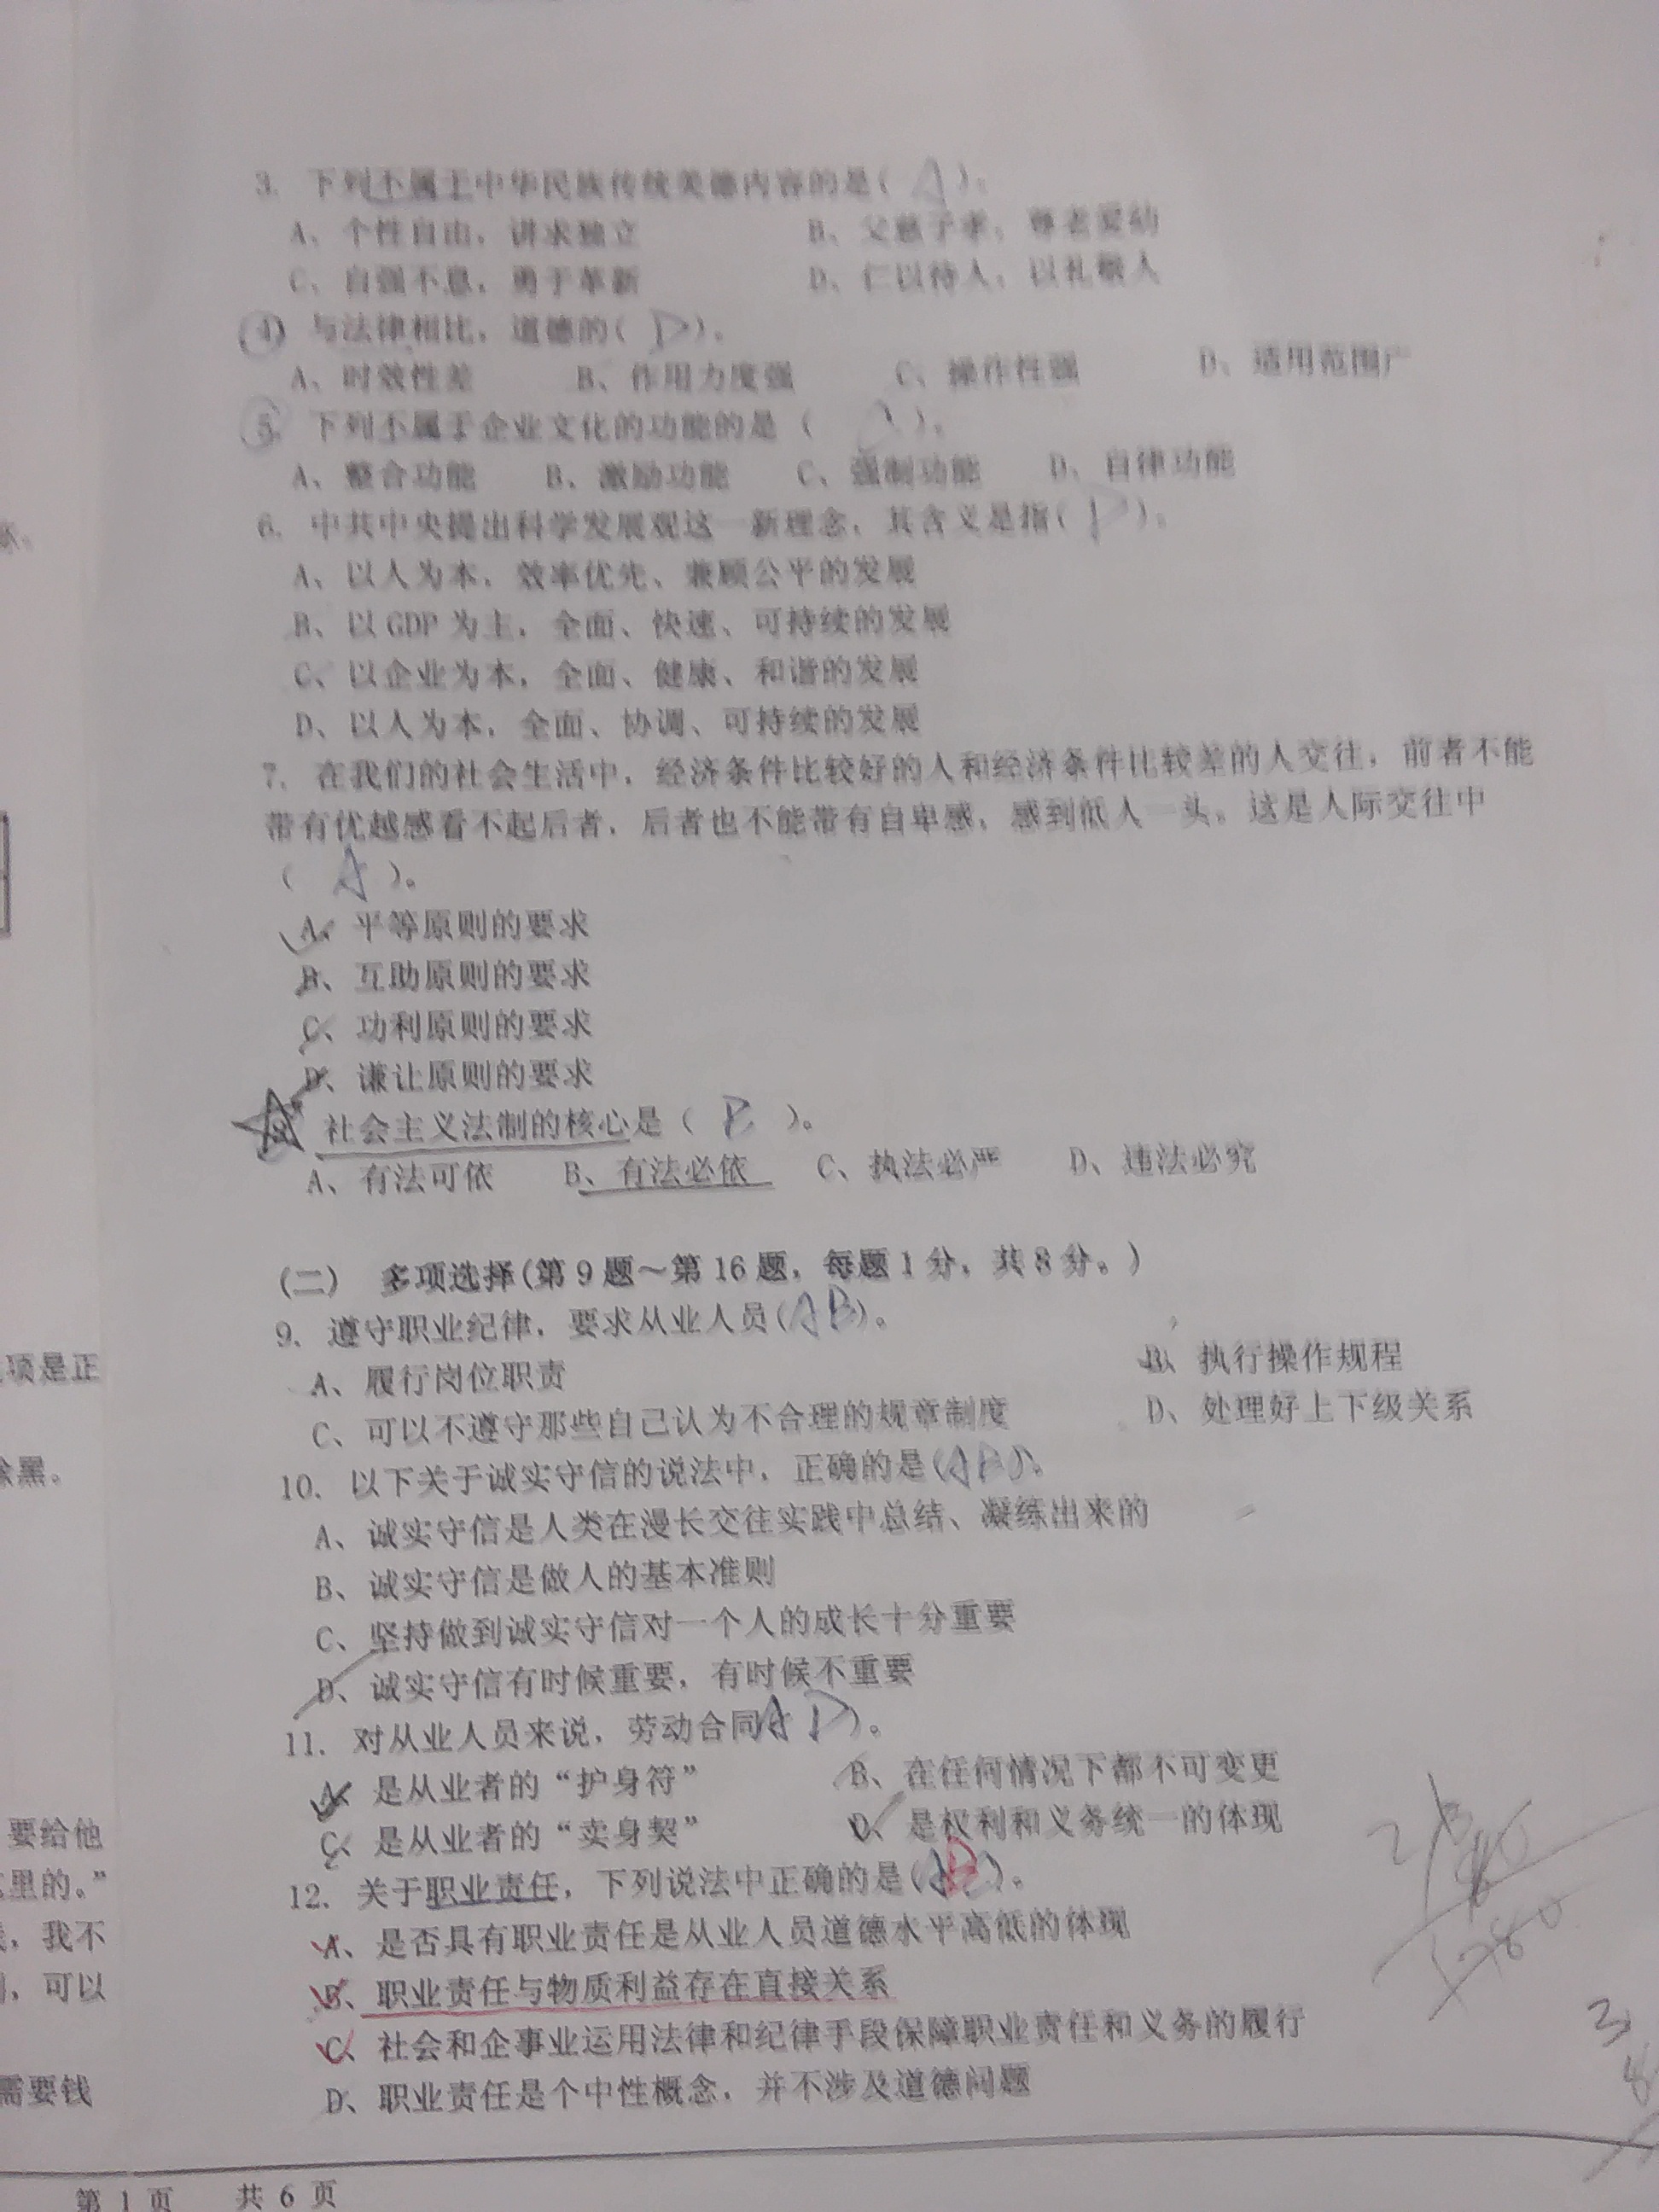 3. 下列不属于中华民族传统美德内容的是( A )。
A、个性自由，讲求独立 B、父慈子孝，尊老爱幼
C、自强不息，勇于革新 D、仁以待人，以礼敬人
4 与法律相比，道德的( D )。
A、时效性差 B、作用力度强 C、操作性强 D、适用范围广
5. 下列不属于企业文化的功能的是( )。
A、整合功能 B、激励功能 C、强制功能 D、自律功能
6. 中共中央提出科学发展观这一新理念，其含义是指( D )。
A、以人为本，效率优先、兼顾公平的发展
B、以GDP为主，全面、快速、可持续的发展
C、以企业为本，全面、健康、和谐的发展
D、以人为本，全面、协调、可持续的发展
7. 在我们的社会生活中，经济条件比较好的人和经济条件比较差的人交往，前者不能
带有优越感看不起后者，后者也不能带有自卑感，感到低人一头。这是人际交往中
( A )。
A、平等原则的要求
B、互助原则的要求
C、功利原则的要求
D、谦让原则的要求
社会主义法制的核心是( B )。
A、有法可依 B、有法必依 C、执法必严 D、违法必究
(二) 多项选择(第9题～第16题，每题1分，共8分。)
9. 遵守职业纪律，要求从业人员(AB)。
A、履行岗位职责 B、执行操作规程
C、可以不遵守那些自己认为不合理的规章制度 D、处理好上下级关系
10. 以下关于诚实守信的说法中，正确的是(ABC)。
A、诚实守信是人类在漫长交往实践中总结、凝练出来的
B、诚实守信是做人的基本准则
C、坚持做到诚实守信对一个人的成长十分重要
D、诚实守信有时候重要，有时候不重要
11. 对从业人员来说，劳动合同(AD)。
A、是从业者的“护身符” B、在任何情况下都不可变更
C、是从业者的“卖身契” D、是权利和义务统一的体现
12. 关于职业责任，下列说法中正确的是(ABC)。
A、是否具有职业责任是从业人员道德水平高低的体现
B、职业责任与物质利益存在直接关系
C、社会和企事业运用法律和纪律手段保障职业责任和义务的履行
D、职业责任是个中性概念，并不涉及道德问题
第 1 页 共 6 页
项是正
黑。
要给他
里的。”
，我不
，可以
需要钱